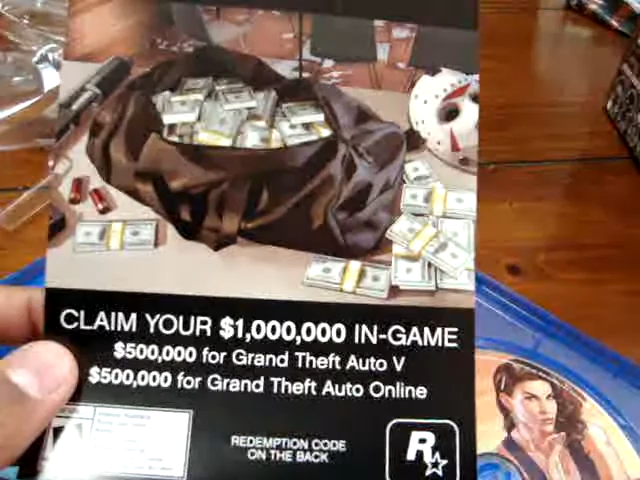 CLAIM YOUR $1,000,000 IN-GAME
$500,000 for Grand Theft Auto V
$500,000 for Grand Theft Auto Online
REDEMPTION CODE
ON THE BACK
R